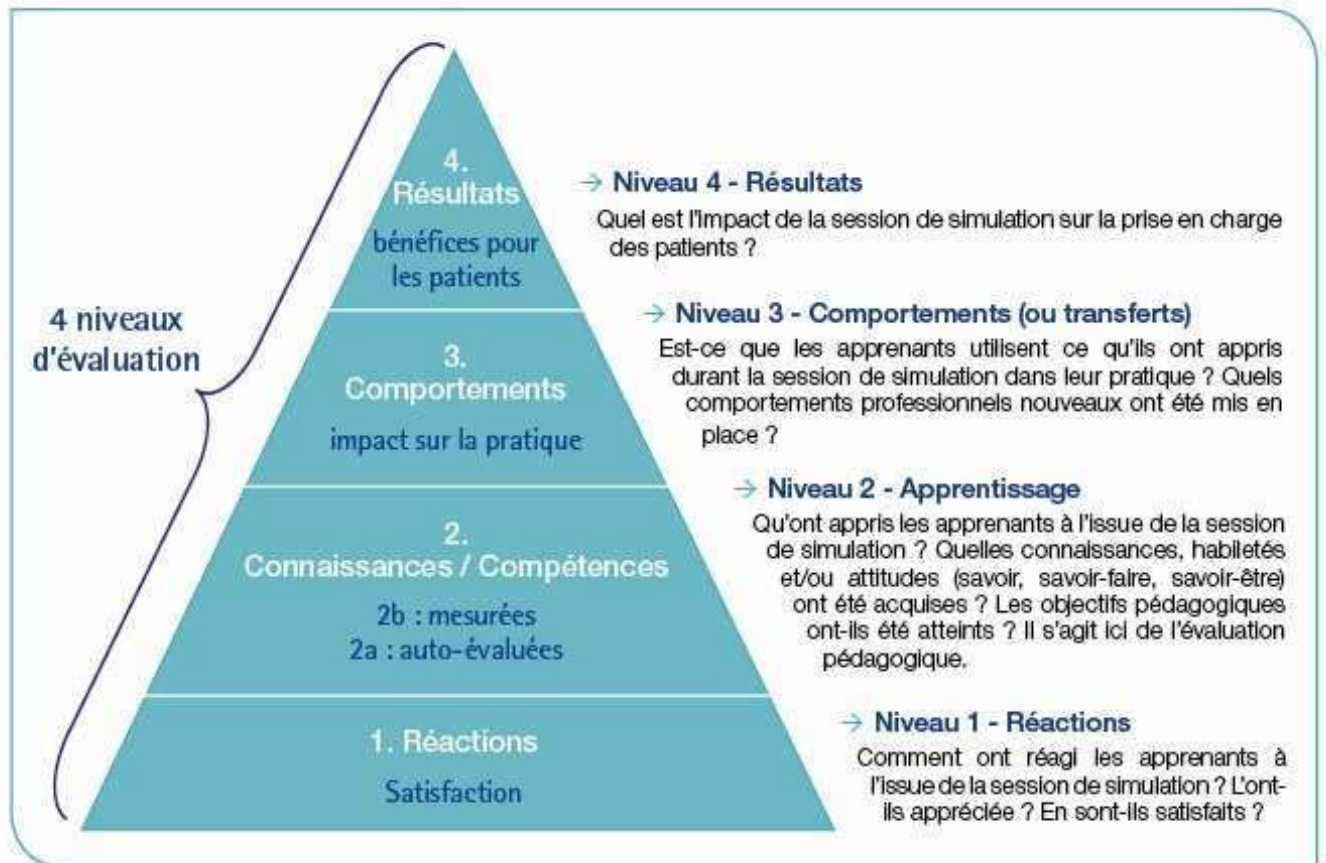 4 niveaux
d'évaluation
4.
Résultats
bénéfices pour
les patients
3.
Comportements
impact sur la pratique
2.
Connaissances / Compétences
2b : mesurées
2a : auto-évaluées
1. Réactions
Satisfaction
→ Niveau 4 - Résultats
Quel est l'impact de la session de simulation sur la prise en charge
des patients ?
→ Niveau 3 - Comportements (ou transferts)
Est-ce que les apprenants utilisent ce qu'ils ont appris
durant la session de simulation dans leur pratique ? Quels
comportements professionnels nouveaux ont été mis en
place ?
→ Niveau 2 - Apprentissage
Qu'ont appris les apprenants à l'issue de la session
de simulation ? Quelles connaissances, habiletés
et/ou attitudes (savoir, savoir-faire, savoir-être)
ont été acquises ? Les objectifs pédagogiques
ont-ils été atteints ? Il s'agit ici de l'évaluation
pédagogique.
→ Niveau 1 - Réactions
Comment ont réagi les apprenants à
l'issue de la session de simulation ? L'ont-
ils appréciée ? En sont-ils satisfaits ?